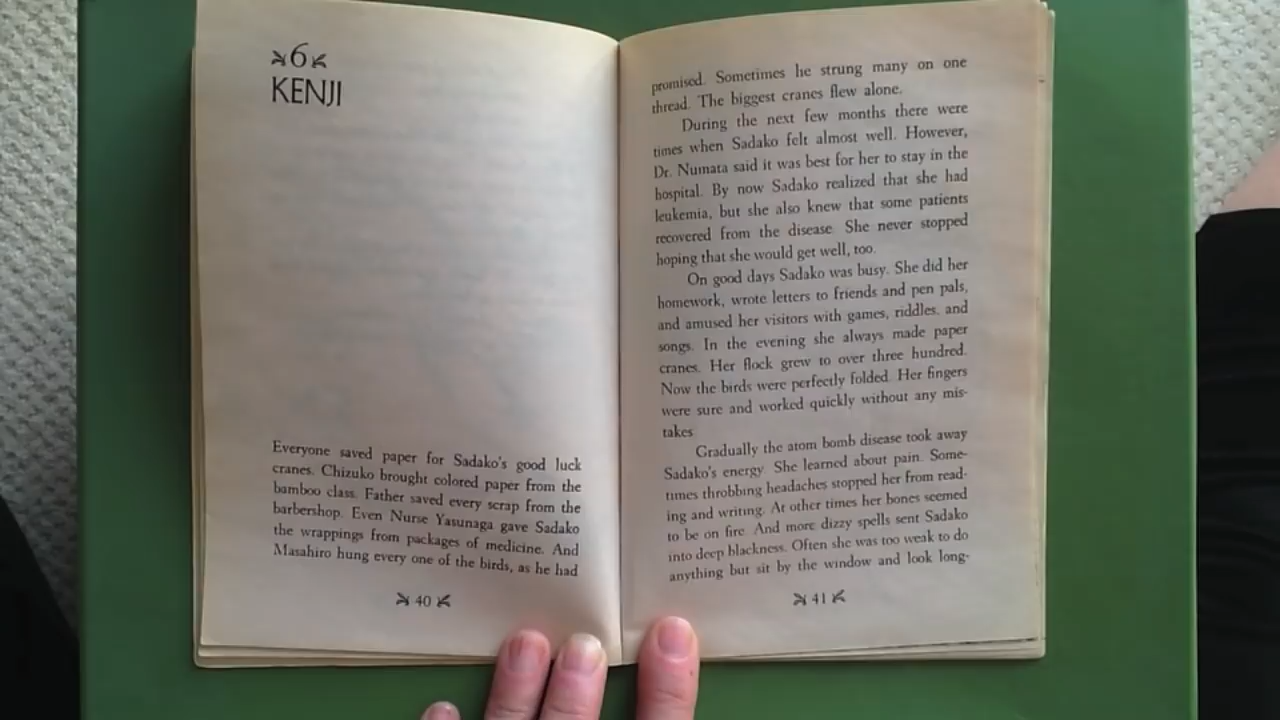 6
KENJI
Everyone saved paper for Sadako's good luck
cranes. Chizuko brought colored paper from the
bamboo class. Father saved every scrap from the
barbershop. Even Nurse Yasunaga gave Sadako
the wrappings from packages of medicine. And
Masahiro hung every one of the birds, as he had
40
promised. Sometimes he strung many on one
thread. The biggest cranes flew alone.
During the next few months there were
times when Sadako felt almost well. However,
Dr. Numata said it was best for her to stay in the
hospital. By now Sadako realized that she had
leukemia, but she also knew that some patients
recovered from the disease. She never stopped
hoping that she would get well, too.
On good days Sadako was busy. She did her
homework, wrote letters to friends and pen pals,
and amused her visitors with games, riddles, and
songs. In the evening she always made paper
cranes. Her flock grew to over three hundred.
Now the birds were perfectly folded. Her fingers
were sure and worked quickly without any mis-
takes
Gradually the atom bomb disease took away
Sadako's energy. She learned about pain. Some-
times throbbing headaches stopped her from read-
ing and writing. At other times her bones seemed
to be on fire. And more dizzy spells sent Sadako
into deep blackness. Often she was too weak to do
anything but sit by the window and look long-
41